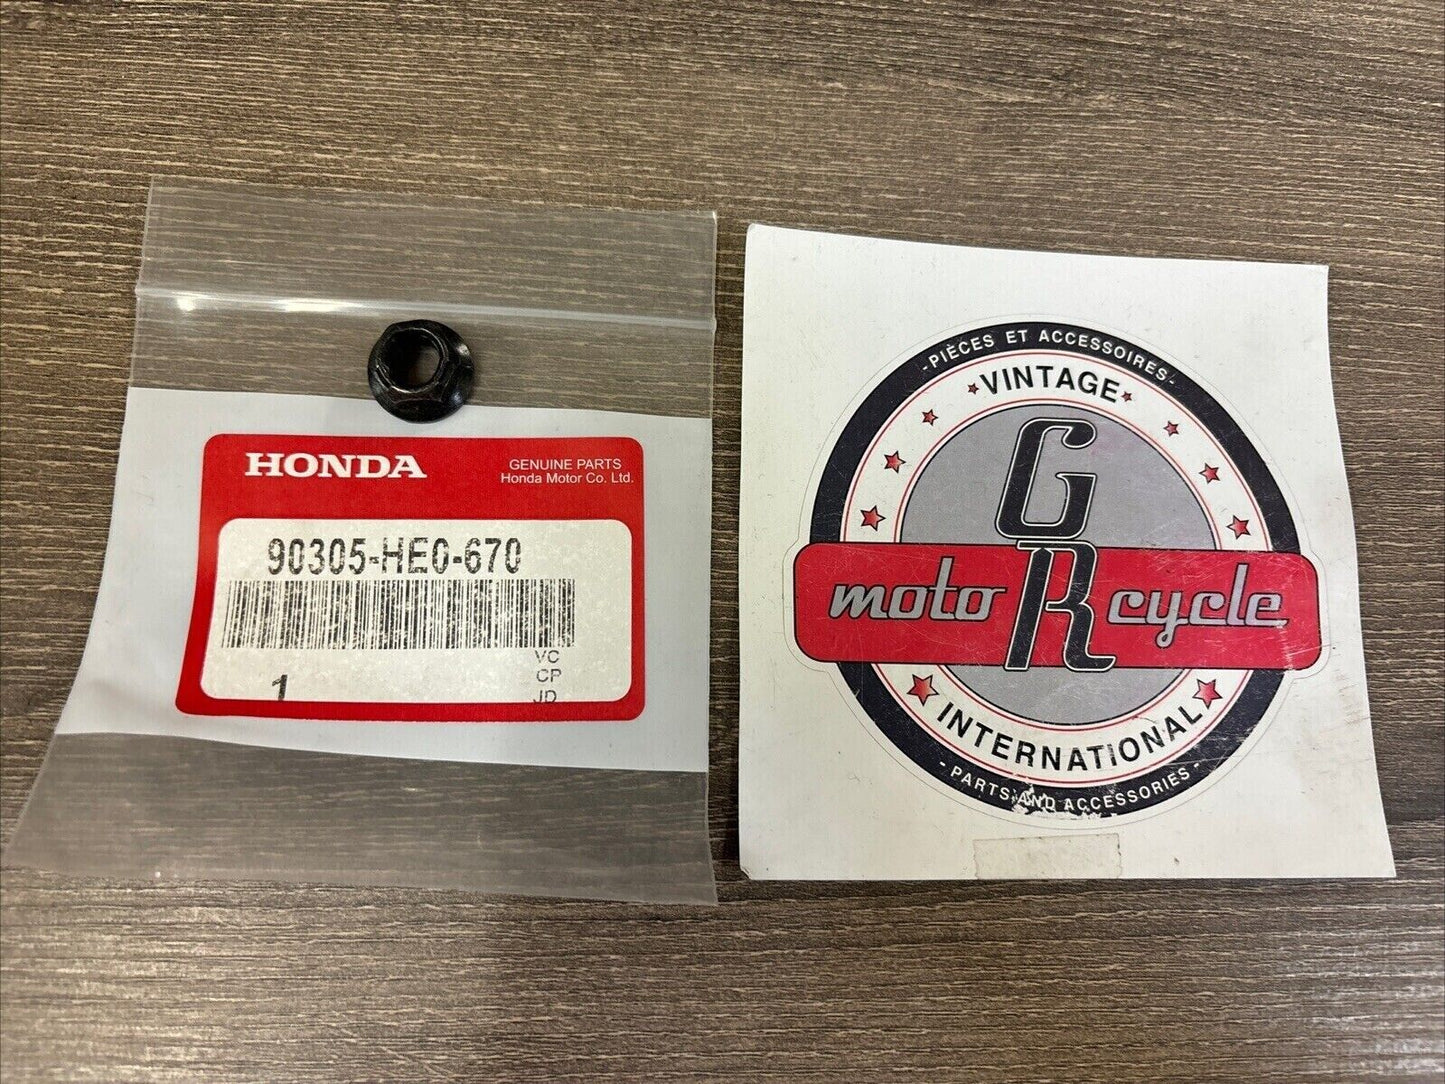 HONDA
GENUINE PARTS
Honda Motor Co. Ltd.
90305-HE0-670
1
VC
CP
JD
- PIÈCES ET ACCESSOIRES -
VINTAGE
GR
moto cycle
INTERNATIONAL
- PARTS AND ACCESSORIES -